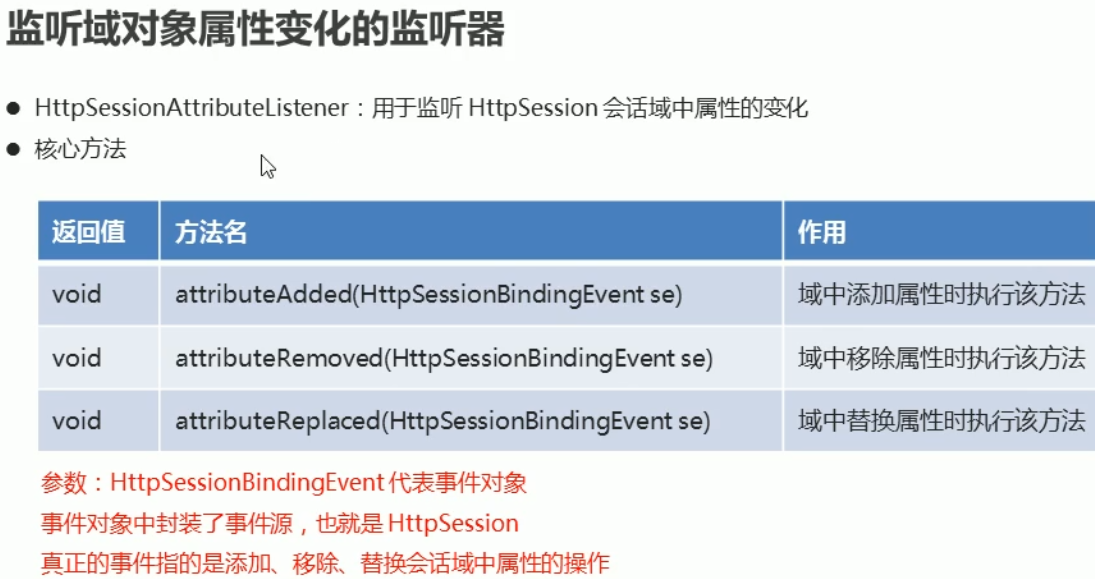 监听域对象属性变化的监听器
● HttpSessionAttributeListener：用于监听 HttpSession 会话域中属性的变化
● 核心方法
返回值 方法名 作用
void attributeAdded(HttpSessionBindingEvent se) 域中添加属性时执行该方法
void attributeRemoved(HttpSessionBindingEvent se) 域中移除属性时执行该方法
void attributeReplaced(HttpSessionBindingEvent se) 域中替换属性时执行该方法
参数：HttpSessionBindingEvent 代表事件对象
事件对象中封装了事件源，也就是 HttpSession
真正的事件指的是添加、移除、替换会话域中属性的操作